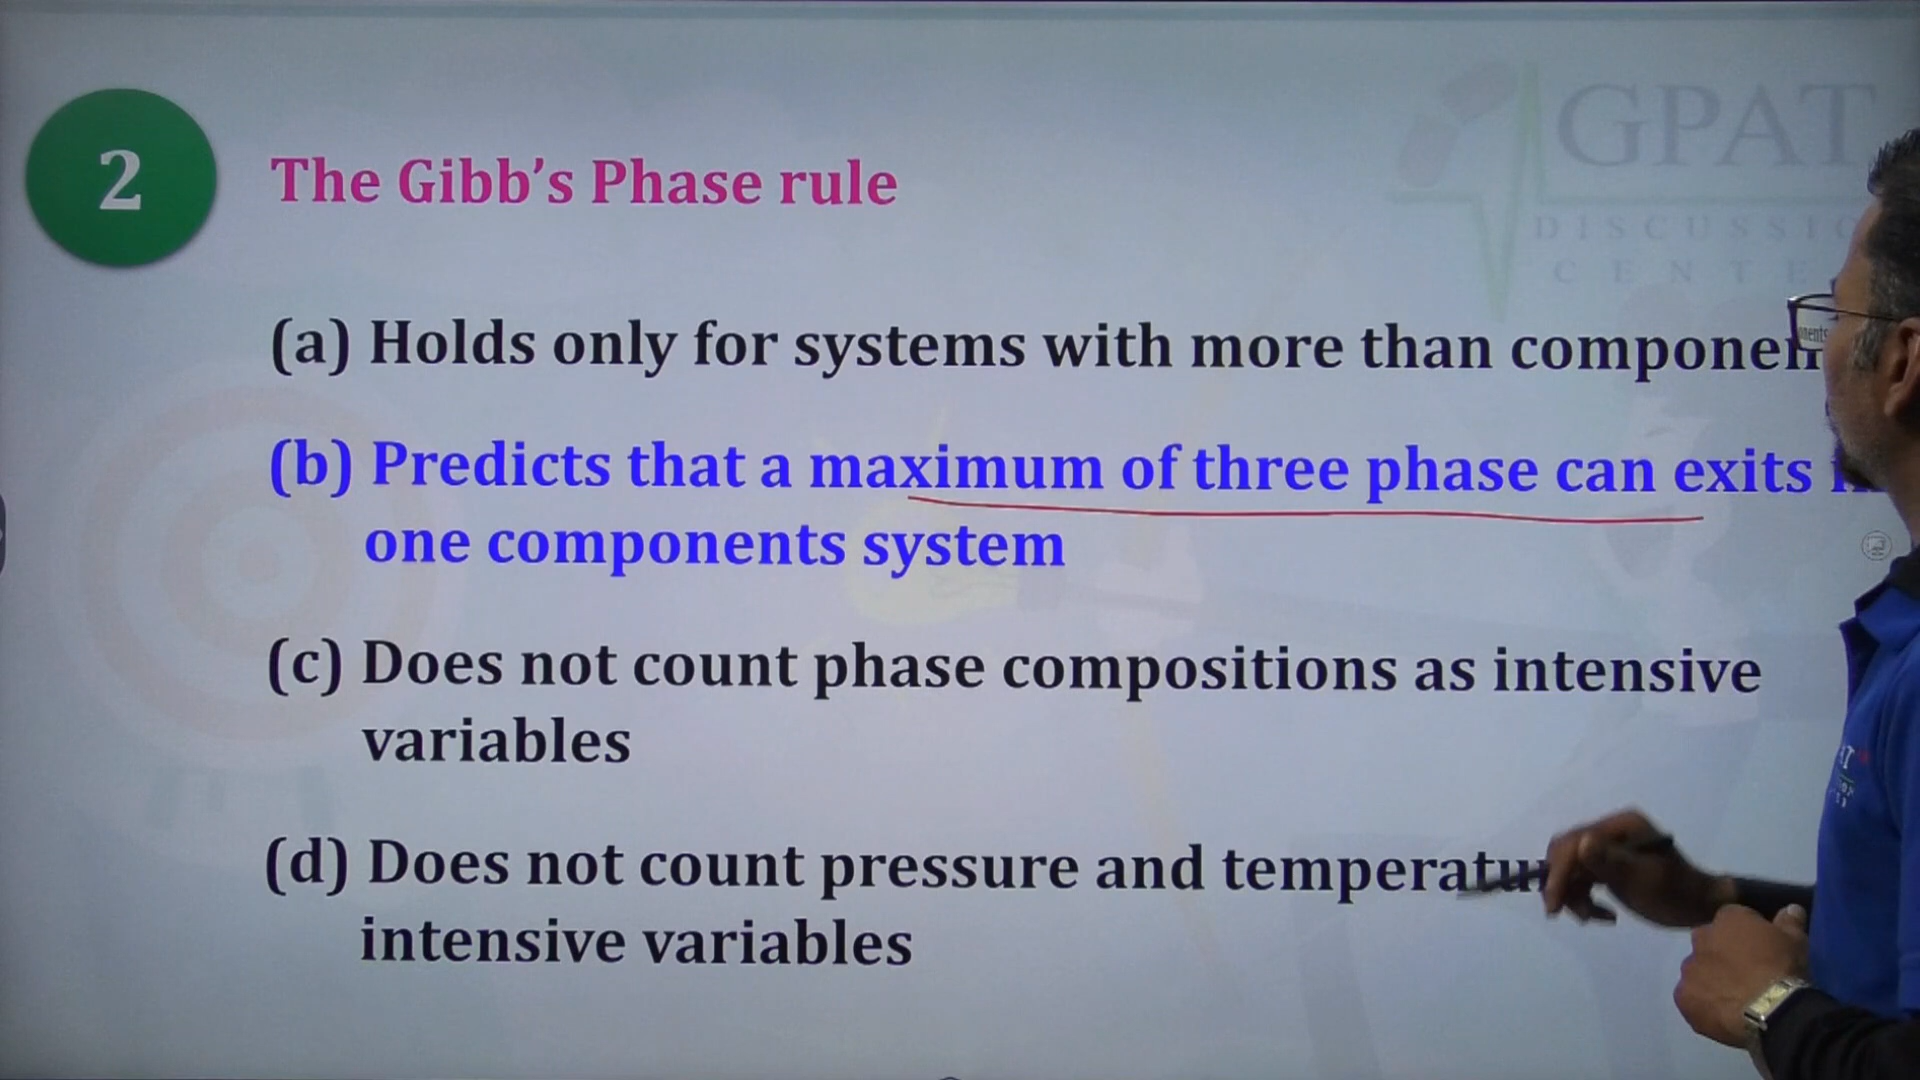 GPAT
DISCUSSIO
CENTE
2
The Gibb's Phase rule
(a) Holds only for systems with more than
(b) Predicts that a maximum of three phase can exits
one components system
(c) Does not count phase compositions as intensive
variables
(d) Does not count pressure and
intensive variables